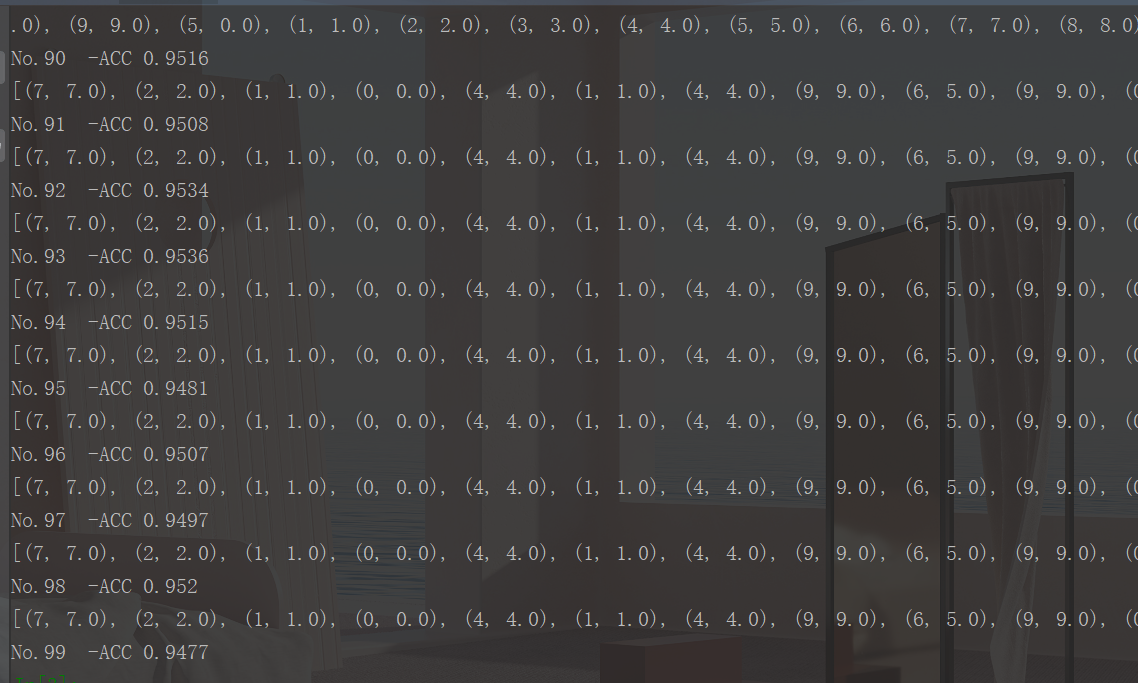 .0), (9, 9.0), (5, 0.0), (1, 1.0), (2, 2.0), (3, 3.0), (4, 4.0), (5, 5.0), (6, 6.0), (7, 7.0), (8, 8.0)
No.90  -ACC 0.9516
[(7, 7.0), (2, 2.0), (1, 1.0), (0, 0.0), (4, 4.0), (1, 1.0), (4, 4.0), (9, 9.0), (6, 5.0), (9, 9.0), (0
No.91  -ACC 0.9508
[(7, 7.0), (2, 2.0), (1, 1.0), (0, 0.0), (4, 4.0), (1, 1.0), (4, 4.0), (9, 9.0), (6, 5.0), (9, 9.0), (0
No.92  -ACC 0.9534
[(7, 7.0), (2, 2.0), (1, 1.0), (0, 0.0), (4, 4.0), (1, 1.0), (4, 4.0), (9, 9.0), (6, 5.0), (9, 9.0), (0
No.93  -ACC 0.9536
[(7, 7.0), (2, 2.0), (1, 1.0), (0, 0.0), (4, 4.0), (1, 1.0), (4, 4.0), (9, 9.0), (6, 5.0), (9, 9.0), (0
No.94  -ACC 0.9515
[(7, 7.0), (2, 2.0), (1, 1.0), (0, 0.0), (4, 4.0), (1, 1.0), (4, 4.0), (9, 9.0), (6, 5.0), (9, 9.0), (0
No.95  -ACC 0.9481
[(7, 7.0), (2, 2.0), (1, 1.0), (0, 0.0), (4, 4.0), (1, 1.0), (4, 4.0), (9, 9.0), (6, 5.0), (9, 9.0), (0
No.96  -ACC 0.9507
[(7, 7.0), (2, 2.0), (1, 1.0), (0, 0.0), (4, 4.0), (1, 1.0), (4, 4.0), (9, 9.0), (6, 5.0), (9, 9.0), (0
No.97  -ACC 0.9497
[(7, 7.0), (2, 2.0), (1, 1.0), (0, 0.0), (4, 4.0), (1, 1.0), (4, 4.0), (9, 9.0), (6, 5.0), (9, 9.0), (0
No.98  -ACC 0.952
[(7, 7.0), (2, 2.0), (1, 1.0), (0, 0.0), (4, 4.0), (1, 1.0), (4, 4.0), (9, 9.0), (6, 5.0), (9, 9.0), (0
No.99  -ACC 0.9477